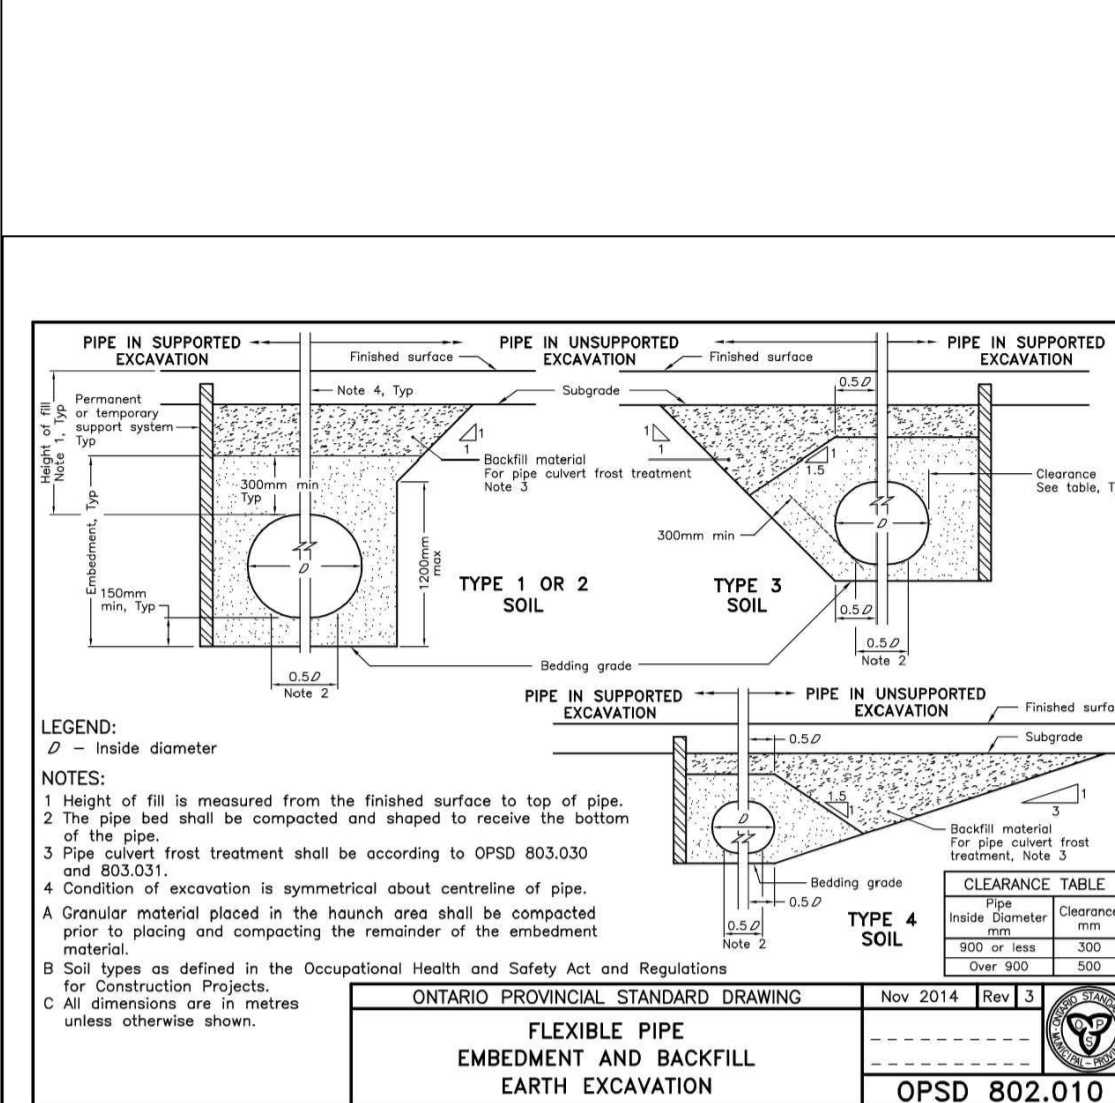 PIPE IN SUPPORTED
EXCAVATION
PIPE IN UNSUPPORTED
EXCAVATION
PIPE IN SUPPORTED
EXCAVATION
Finished surface
Finished surface
Note 4, Typ
Subgrade
0.5D
Height of fill
Note 1, Typ
Permanent
or temporary
support system
Typ
1
1
1
1
Backfill material
For pipe culvert frost treatment
Note 3
1
1.5
Clearance
See table, T
300mm min
Typ
Embedment, Typ
300mm min
D
D
1200mm
max
150mm
min, Typ
TYPE 1 OR 2
SOIL
TYPE 3
SOIL
0.5D
0.5D
Note 2
Bedding grade
0.5D
Note 2
PIPE IN SUPPORTED
EXCAVATION
PIPE IN UNSUPPORTED
EXCAVATION
Finished surfa
Subgrade
0.5D
1.5
1
1
3
D
Backfill material
For pipe culvert frost
treatment, Note 3
Bedding grade
0.5D
0.5D
Note 2
TYPE 4
SOIL
LEGEND:
D – Inside diameter
NOTES:
1 Height of fill is measured from the finished surface to top of pipe.
2 The pipe bed shall be compacted and shaped to receive the bottom
of the pipe.
3 Pipe culvert frost treatment shall be according to OPSD 803.030
and 803.031.
4 Condition of excavation is symmetrical about centreline of pipe.
A Granular material placed in the haunch area shall be compacted
prior to placing and compacting the remainder of the embedment
material.
B Soil types as defined in the Occupational Health and Safety Act and Regulations
for Construction Projects.
C All dimensions are in metres
unless otherwise shown.
CLEARANCE TABLE
Pipe
Inside Diameter
mm
Clearance
mm
900 or less 300
Over 900 500
ONTARIO PROVINCIAL STANDARD DRAWING
Nov 2014 Rev 3
FLEXIBLE PIPE
EMBEDMENT AND BACKFILL
EARTH EXCAVATION
OPS
OPSD 802.010